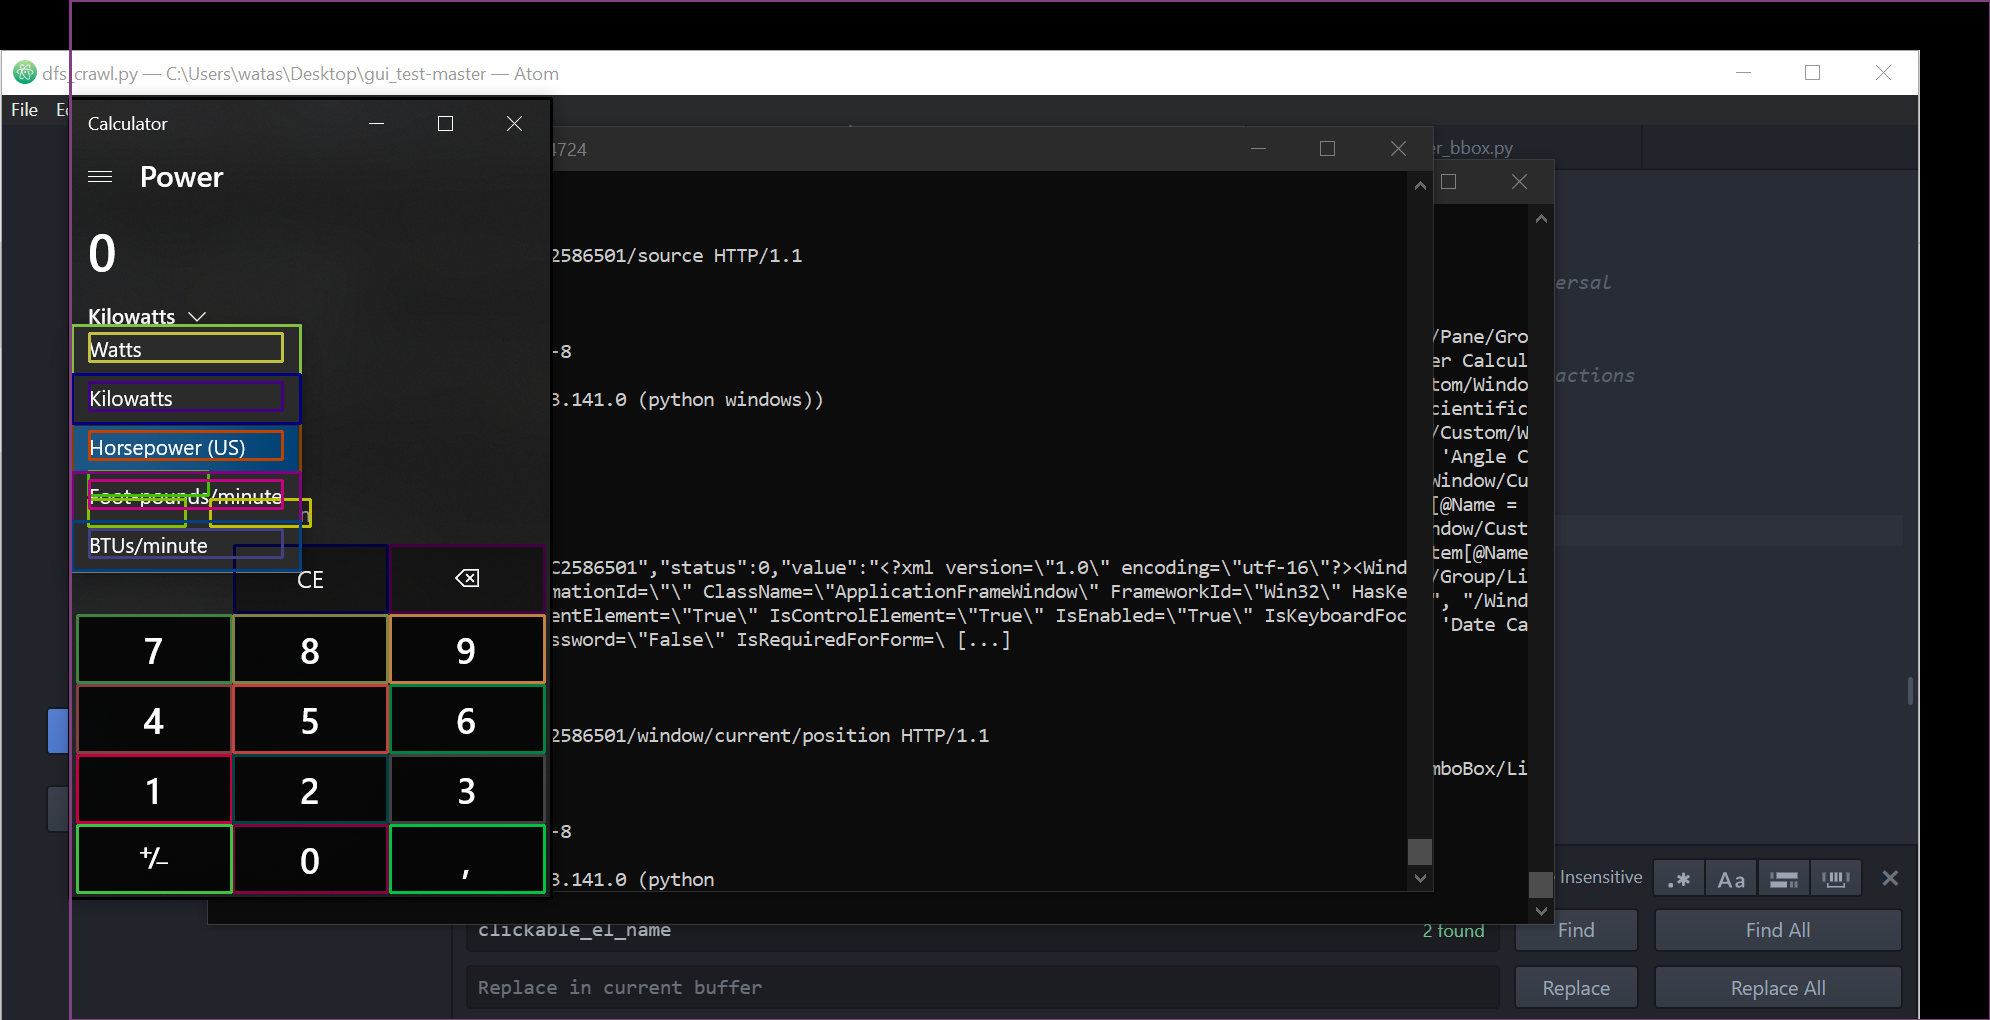 dfs_crawl.py — C:\Users\watas\Desktop\gui_test-master — Atom
File
Calculator
Power
0
Kilowatts
Watts
Kilowatts
Horsepower (US)
Foot-pounds/minute
BTUs/minute
CE
7 8 9
4 5 6
1 2 3
+/− 0 ,
4724
2586501/source HTTP/1.1
-8
3.141.0 (python windows))
C2586501","status":0,"value":"<?xml version=\"1.0\" encoding=\"utf-16\"?><Wind
mationId=\"\" ClassName=\"ApplicationFrameWindow\" FrameworkId=\"Win32\" HasKe
entElement=\"True\" IsControlElement=\"True\" IsEnabled=\"True\" IsKeyboardFoc
ssword=\"False\" IsRequiredForForm=\ [...]
2586501/window/current/position HTTP/1.1
-8
3.141.0 (python
er_bbox.py
/Pane/Gro
er Calcul
tom/Windo
cientific
/Custom/W
'Angle C
Window/Cu
[@Name =
ndow/Cust
tem[@Name
/Group/Li
", "/Wind
'Date Ca
mboBox/Li
ersal
actions
Insensitive
.* Aa
clickable_el_name
2 found
Find
Find All
Replace in current buffer
Replace
Replace All